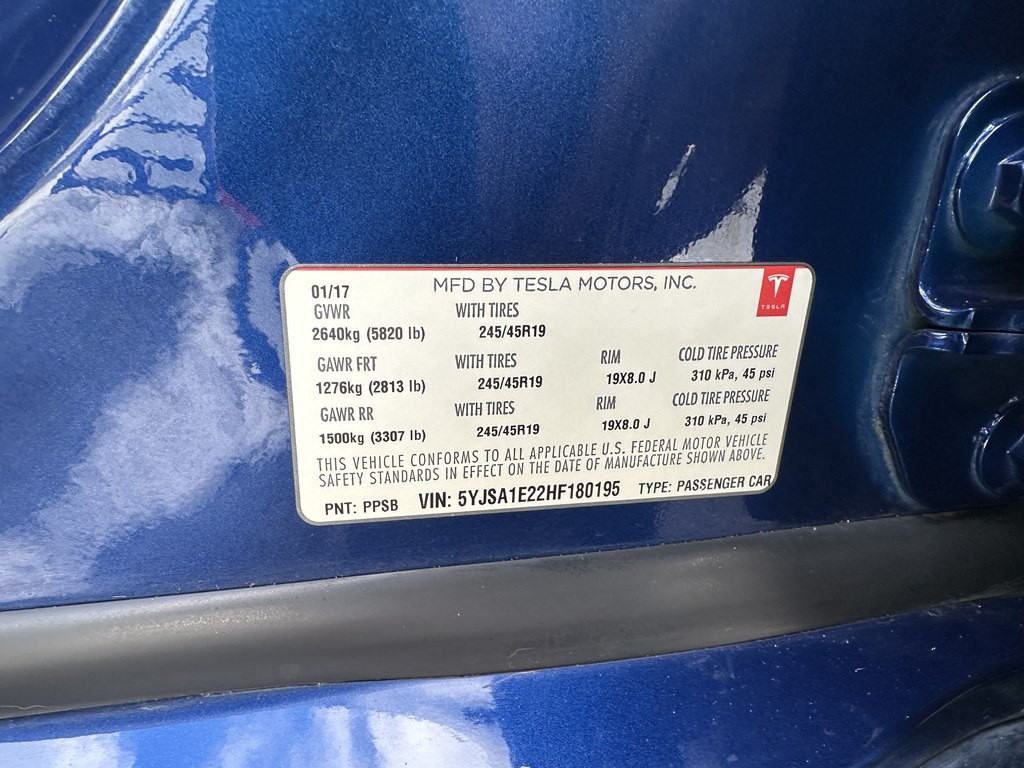 MFD BY TESLA MOTORS, INC.
TESLA
01/17
GVWR WITH TIRES
2640kg (5820 lb) 245/45R19
GAWR FRT WITH TIRES RIM COLD TIRE PRESSURE
1276kg (2813 lb) 245/45R19 19X8.0 J 310 kPa, 45 psi
GAWR RR WITH TIRES RIM COLD TIRE PRESSURE
1500kg (3307 lb) 245/45R19 19X8.0 J 310 kPa, 45 psi
THIS VEHICLE CONFORMS TO ALL APPLICABLE U.S. FEDERAL MOTOR VEHICLE
SAFETY STANDARDS IN EFFECT ON THE DATE OF MANUFACTURE SHOWN ABOVE.
PNT: PPSB VIN: 5YJSA1E22HF180195 TYPE: PASSENGER CAR